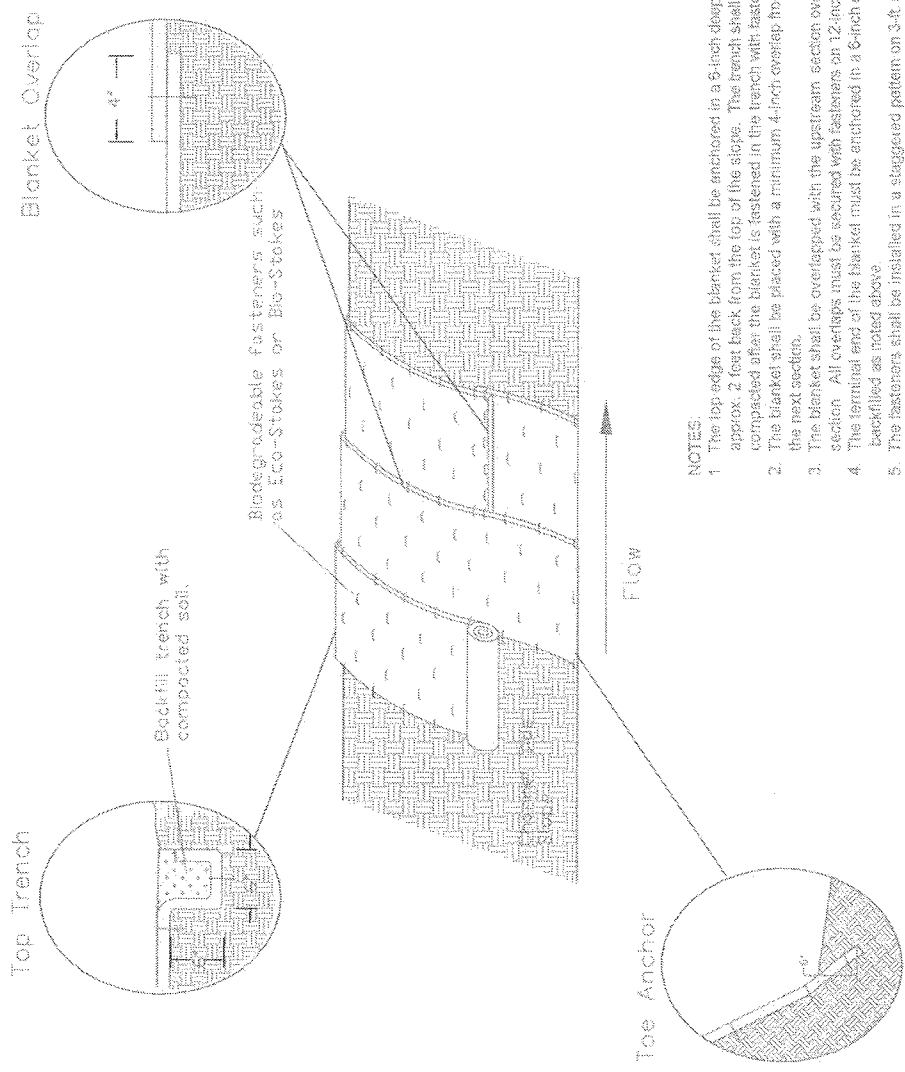 Top Trench
Backfill trench with
compacted soil.
6"
6"
Blanket Overlap
4"
Biodegradeable fasteners such
as Eco-Stakes or Bio-Stakes
Channel
Slope
Flow
Toe Anchor
6"
NOTES:
1 The top edge of the blanket shall be anchored in a 6-inch deep
approx. 2 feet back from the top of the slope. The trench shall
compacted after the blanket is fastened in the trench with
2. The blanket shall be placed with a minimum 4-inch overlap
the next section.
3. The blanket shall be overlapped with the upstream section
section All overlaps must be secured with fasteners on
4. The terminal end of the blanket must be anchored in a 6-inch
backfilled as noted above.
5. The fasteners shall be installed in a staggered pattern on 3-ft.